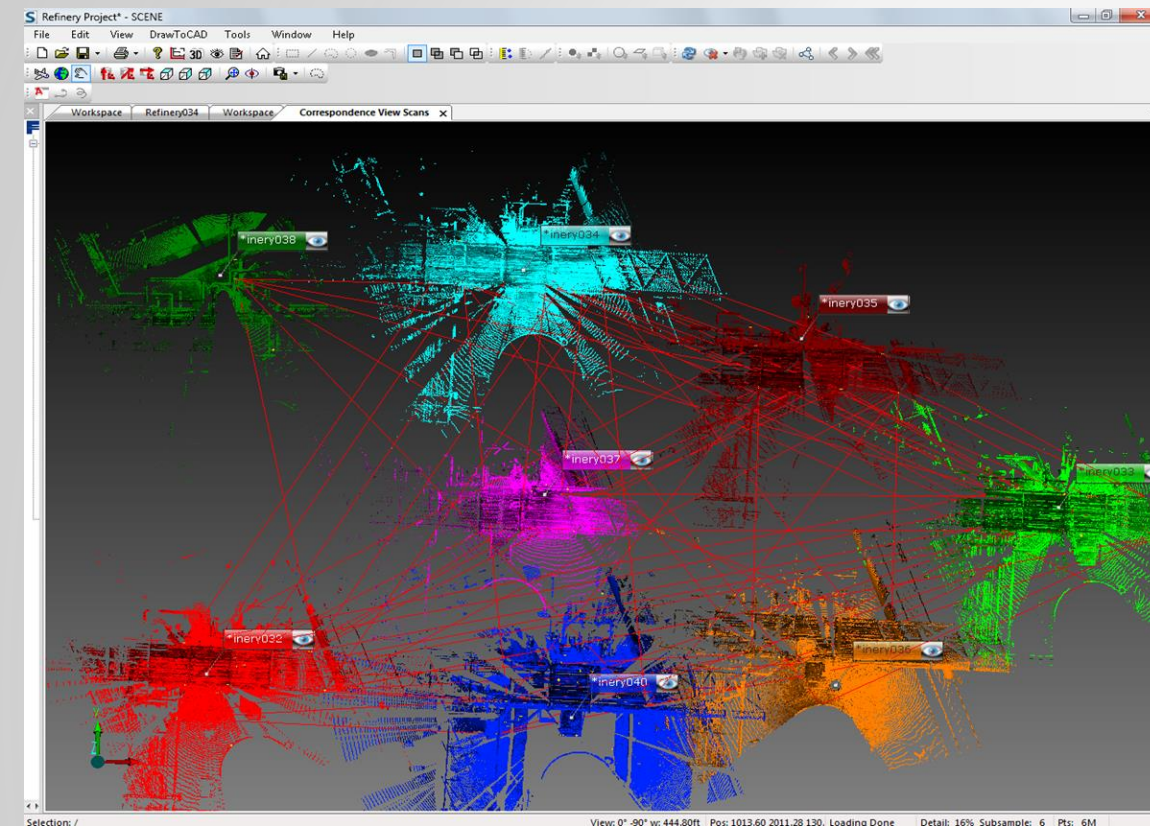 Refinery Project* - SCENE
File Edit View DrawToCAD Tools Window Help
3D
Workspace Refinery034 Workspace Correspondence View Scans x
*inery038
*inery034
*inery035
*inery037
*inery033
*inery032
*inery036
*inery040
Selection: / View: 0° -90° w: 444.80ft Pos: 1013.60 2011.28 130. Loading Done Detail: 16% Subsample: 6 Pts: 6M